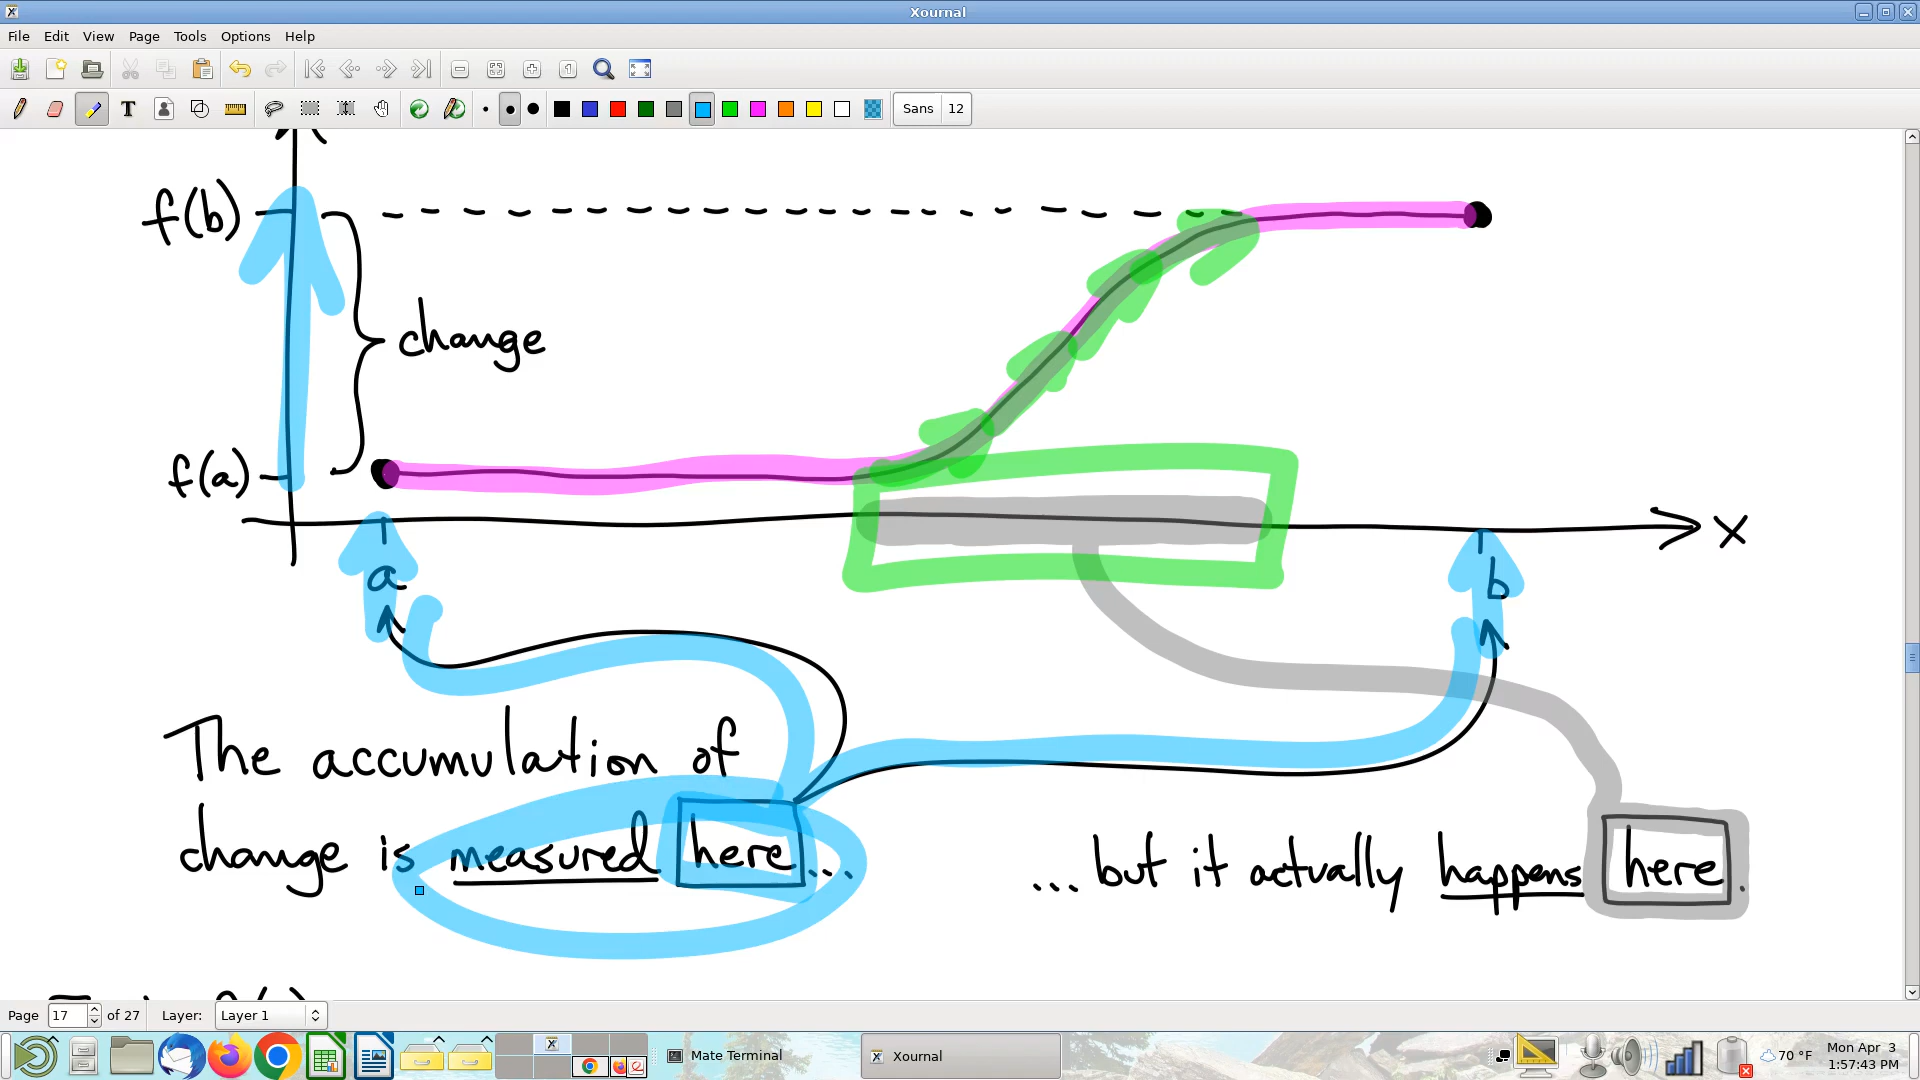 Xournal
File Edit View Page Tools Options Help
Sans 12
f(b)
change
f(a)
x
a
b
The accumulation of
change is measured here...
...but it actually happens here.
Page 17 of 27 Layer: Layer 1
Mate Terminal
Xournal
70 °F
Mon Apr 3
1:57:43 PM